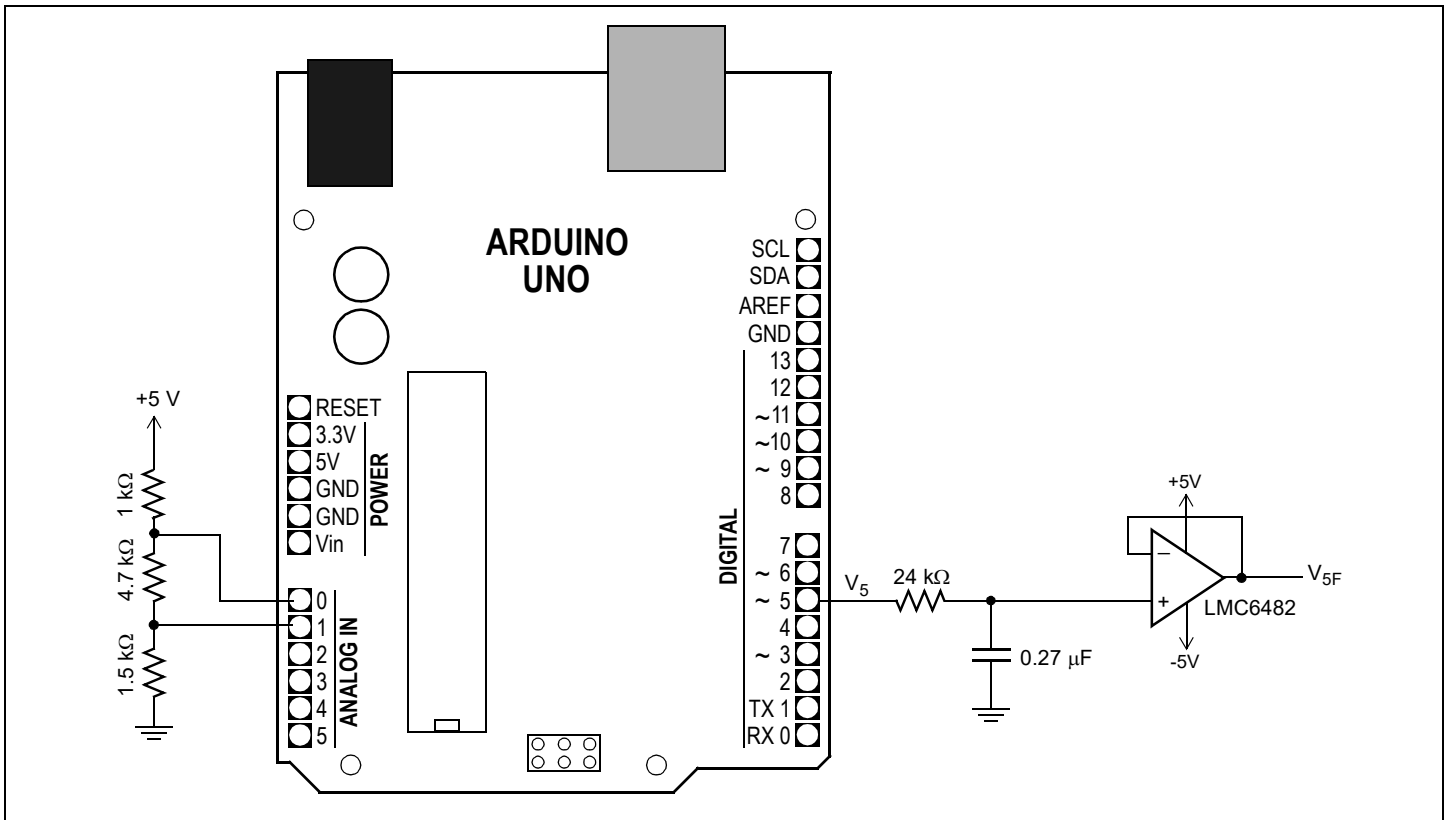 ARDUINO
UNO
SCL
SDA
AREF
GND
13
12
~11
~10
~ 9
8
7
~ 6
~ 5
4
~ 3
2
TX 1
RX 0
DIGITAL
RESET
3.3V
5V
GND
GND
Vin
POWER
0
1
2
3
4
5
ANALOG IN
+5 V
1 kΩ
4.7 kΩ
1.5 kΩ
V5
24 kΩ
0.27 μF
+5V
−
+
LMC6482
-5V
V5F